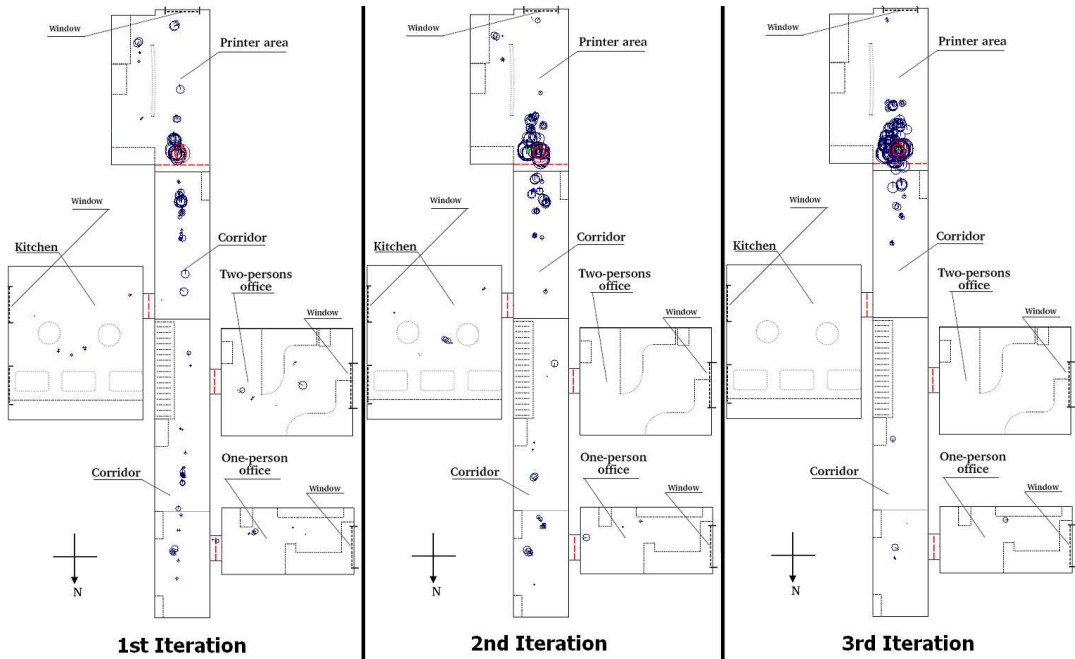 Window
Printer area
Window
Kitchen
Corridor
Two-persons
office
Window
One-person
office
Corridor
Window
N
1st Iteration
Window
Printer area
Window
Kitchen
Corridor
Two-persons
office
Window
One-person
office
Corridor
Window
N
2nd Iteration
Window
Printer area
Window
Kitchen
Corridor
Two-persons
office
Window
One-person
office
Corridor
Window
N
3rd Iteration